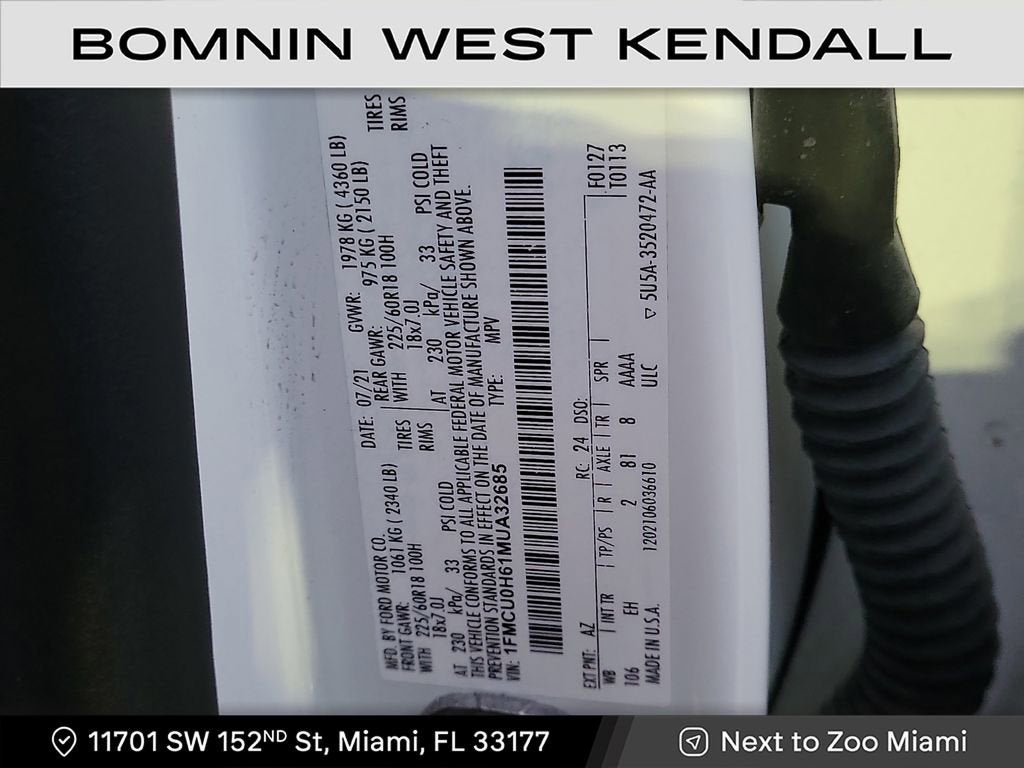 BOMNIN WEST KENDALL
MFD. BY FORD MOTOR CO.
DATE: 07/21 GVWR: 1978 KG ( 4360 LB)
FRONT GAWR: 1061 KG ( 2340 LB) REAR GAWR: 975 KG ( 2150 LB)
WITH 225/60R18 100H TIRES WITH 225/60R18 100H TIRES
18x7.0J RIMS 18x7.0J RIMS
AT 230 kPa/ 33 PSI COLD AT 230 kPa/ 33 PSI COLD
THIS VEHICLE CONFORMS TO ALL APPLICABLE FEDERAL MOTOR VEHICLE SAFETY AND THEFT
PREVENTION STANDARDS IN EFFECT ON THE DATE OF MANUFACTURE SHOWN ABOVE.
VIN: 1FMCU0H61MUA32685 TYPE: MPV
EXT PNT: AZ RC: 24 DSO: F0127
WB INT TR TP/PS R AXLE TR SPR T0113
106 EH 2 81 8 AAAA
ULC
MADE IN U.S.A. 120210603661 0 5U5A-3520472-AA
11701 SW 152ND St, Miami, FL 33177
Next to Zoo Miami